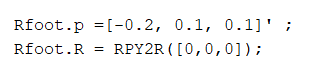 Rfoot.p =[-0.2, 0.1, 0.1]' ;
Rfoot.R = RPY2R([0,0,0]);